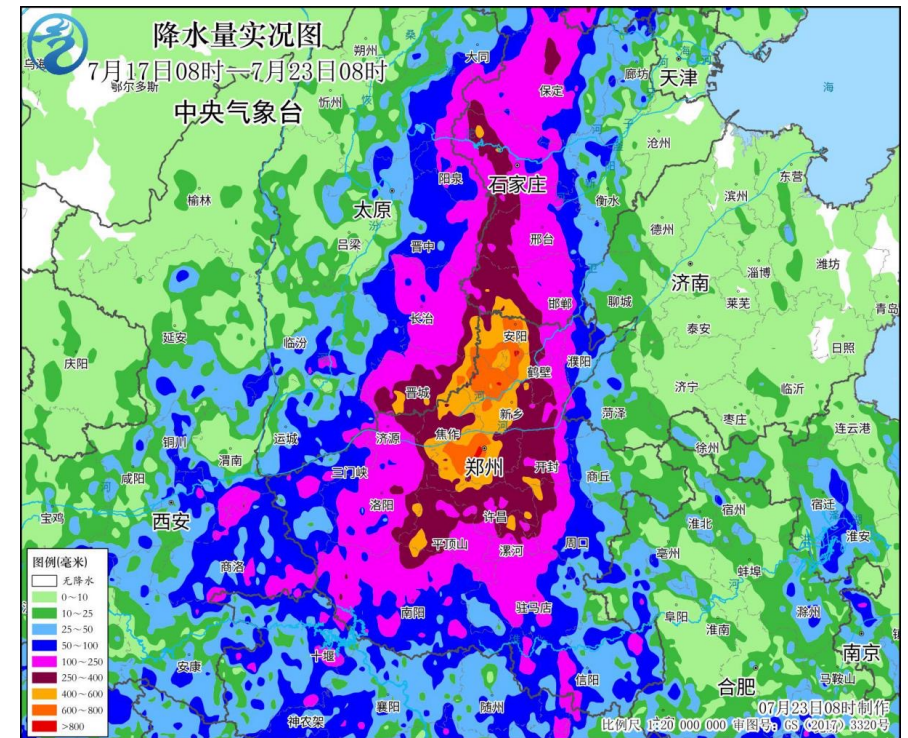 降水量实况图
7月17日08时—7月23日08时
中央气象台
乌海
鄂尔多斯
朔州
桑
大同
忻州
恢
保定
廊坊
天津
海
河
海
沧州
榆林
太原
汾
阳泉
石家庄
衡水
滨州
东营
德州
吕梁
晋中
邢台
济南
淄博
潍坊
莱芜
青岛
长治
邯郸
聊城
泰安
日照
延安
临汾
安阳
鹤壁
濮阳
庆阳
晋城
河
新乡
河
济宁
临沂
菏泽
枣庄
连云港
铜川
渭南
运城
济源
焦作
郑州
开封
徐州
咸阳
河
三门峡
商丘
宝鸡
西安
洛阳
许昌
宿州
淮北
宿迁
淮安
平顶山
漯河
周口
亳州
蚌埠
河
商洛
南阳
驻马店
阜阳
淮南
滁州
安康
十堰
信阳
南京
合肥
马鞍山
神农架
襄阳
随州
图例(毫米)
无降水
0～10
10～25
25～50
50～100
100～250
250～400
400～600
600～800
>800
07月23日08时制作
比例尺 1:20 000 000 审图号: GS (2017) 3320号